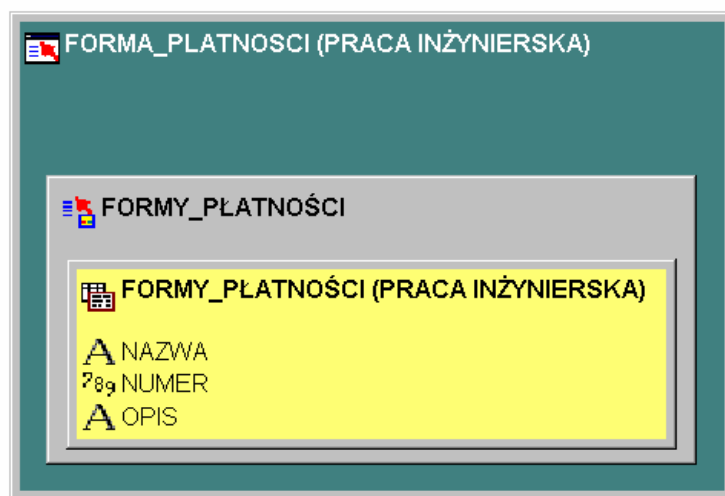 FORMA_PLATNOSCI (PRACA INŻYNIERSKA)
FORMY_PŁATNOŚCI
FORMY_PŁATNOŚCI (PRACA INŻYNIERSKA)
A NAZWA
789 NUMER
A OPIS